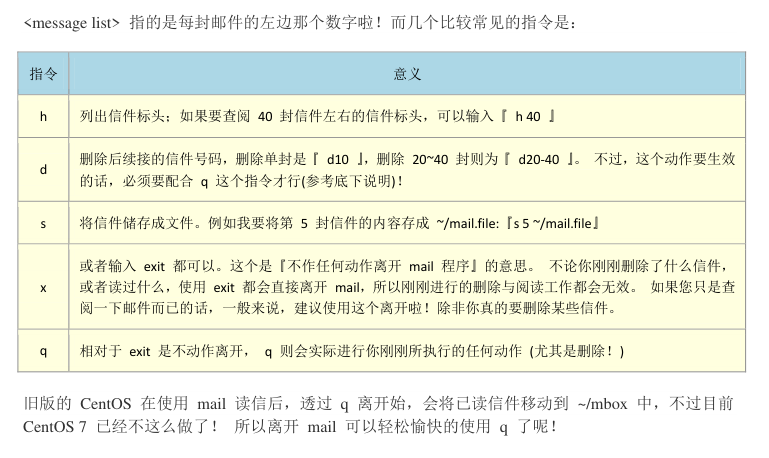 <message list> 指的是每封邮件的左边那个数字啦！而几个比较常见的指令是：
指令 意义
h 列出信件标头；如果要查阅 40 封信件左右的信件标头，可以输入『 h 40 』
d 删除后续接的信件号码，删除单封是『 d10 』，删除 20~40 封则为『 d20-40 』。 不过，这个动作要生效
的话，必须要配合 q 这个指令才行(参考底下说明)！
s 将信件储存成文件。例如我要将第 5 封信件的内容存成 ~/mail.file:『s 5 ~/mail.file』
x 或者输入 exit 都可以。这个是『不作任何动作离开 mail 程序』的意思。 不论你刚刚删除了什么信件，
或者读过什么，使用 exit 都会直接离开 mail，所以刚刚进行的删除与阅读工作都会无效。 如果您只是查
阅一下邮件而已的话，一般来说，建议使用这个离开啦！除非你真的要删除某些信件。
q 相对于 exit 是不动作离开， q 则会实际进行你刚刚所执行的任何动作 (尤其是删除！)
旧版的 CentOS 在使用 mail 读信后，透过 q 离开始，会将已读信件移动到 ~/mbox 中，不过目前
CentOS 7 已经不这么做了！ 所以离开 mail 可以轻松愉快的使用 q 了呢！